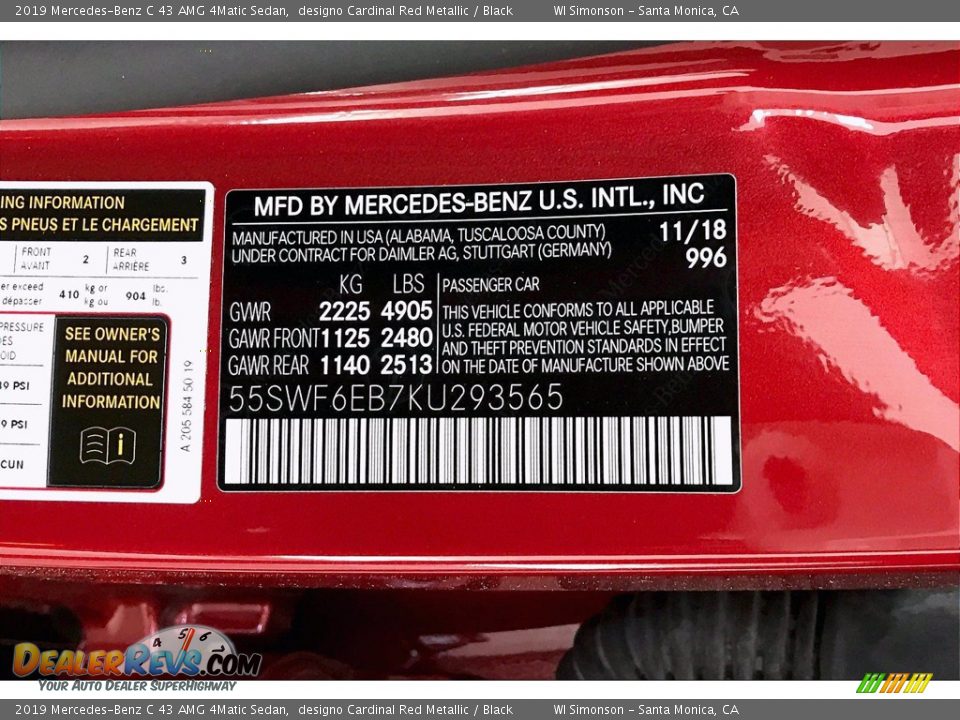 2019 Mercedes-Benz C 43 AMG 4Matic Sedan, designo Cardinal Red Metallic / Black WI Simonson - Santa Monica, CA
ING INFORMATION
S PNEUS ET LE CHARGEMENT
FRONT AVANT 2 REAR ARRIÈRE 3
er exceed
dépasser 410 kg or kg ou 904 lbs. lb.
PRESSURE
OID
39 PSI
9 PSI
CUN
SEE OWNER'S
MANUAL FOR
ADDITIONAL
INFORMATION
i
A 205 584 50 19
MFD BY MERCEDES-BENZ U.S. INTL., INC
MANUFACTURED IN USA (ALABAMA, TUSCALOOSA COUNTY) 11/18
UNDER CONTRACT FOR DAIMLER AG, STUTTGART (GERMANY) 996
KG LBS PASSENGER CAR
GWR 2225 4905 THIS VEHICLE CONFORMS TO ALL APPLICABLE
U.S. FEDERAL MOTOR VEHICLE SAFETY, BUMPER
GAWR FRONT 1125 2480 AND THEFT PREVENTION STANDARDS IN EFFECT
GAWR REAR 1140 2513 ON THE DATE OF MANUFACTURE SHOWN ABOVE
55SWF6EB7KU293565
4 5 6
DealerRevs.com
Your Auto Dealer SuperHighway
2019 Mercedes-Benz C 43 AMG 4Matic Sedan, designo Cardinal Red Metallic / Black WI Simonson - Santa Monica, CA